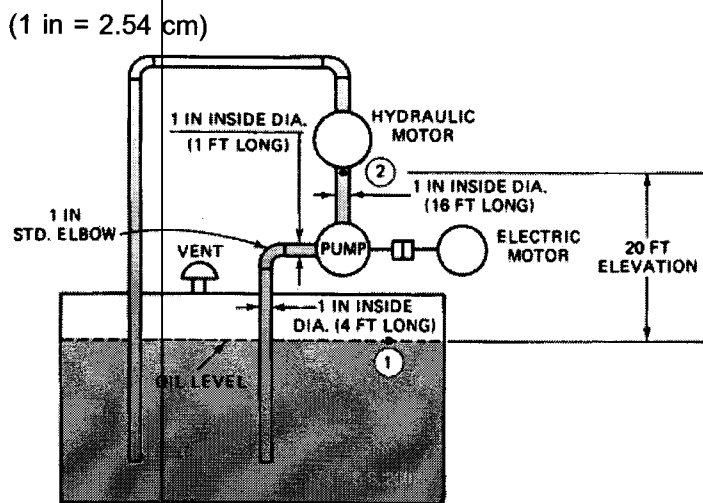 (1 in = 2.54 cm)
1 IN INSIDE DIA.
(1 FT LONG)
HYDRAULIC
MOTOR
2
1 IN INSIDE DIA.
(16 FT LONG)
1 IN
STD. ELBOW
VENT
PUMP
ELECTRIC
MOTOR
20 FT
ELEVATION
1 IN INSIDE
DIA. (4 FT LONG)
OIL LEVEL
1